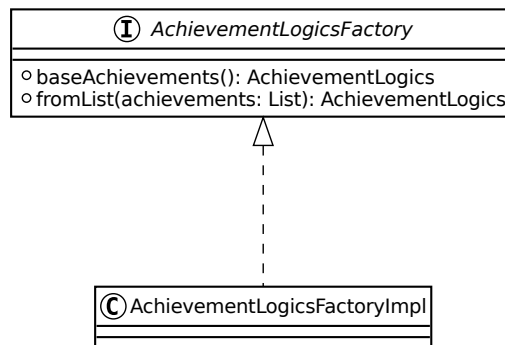 I AchievementLogicsFactory
baseAchievements(): AchievementLogics
fromList(achievements: List): AchievementLogics
C AchievementLogicsFactoryImpl